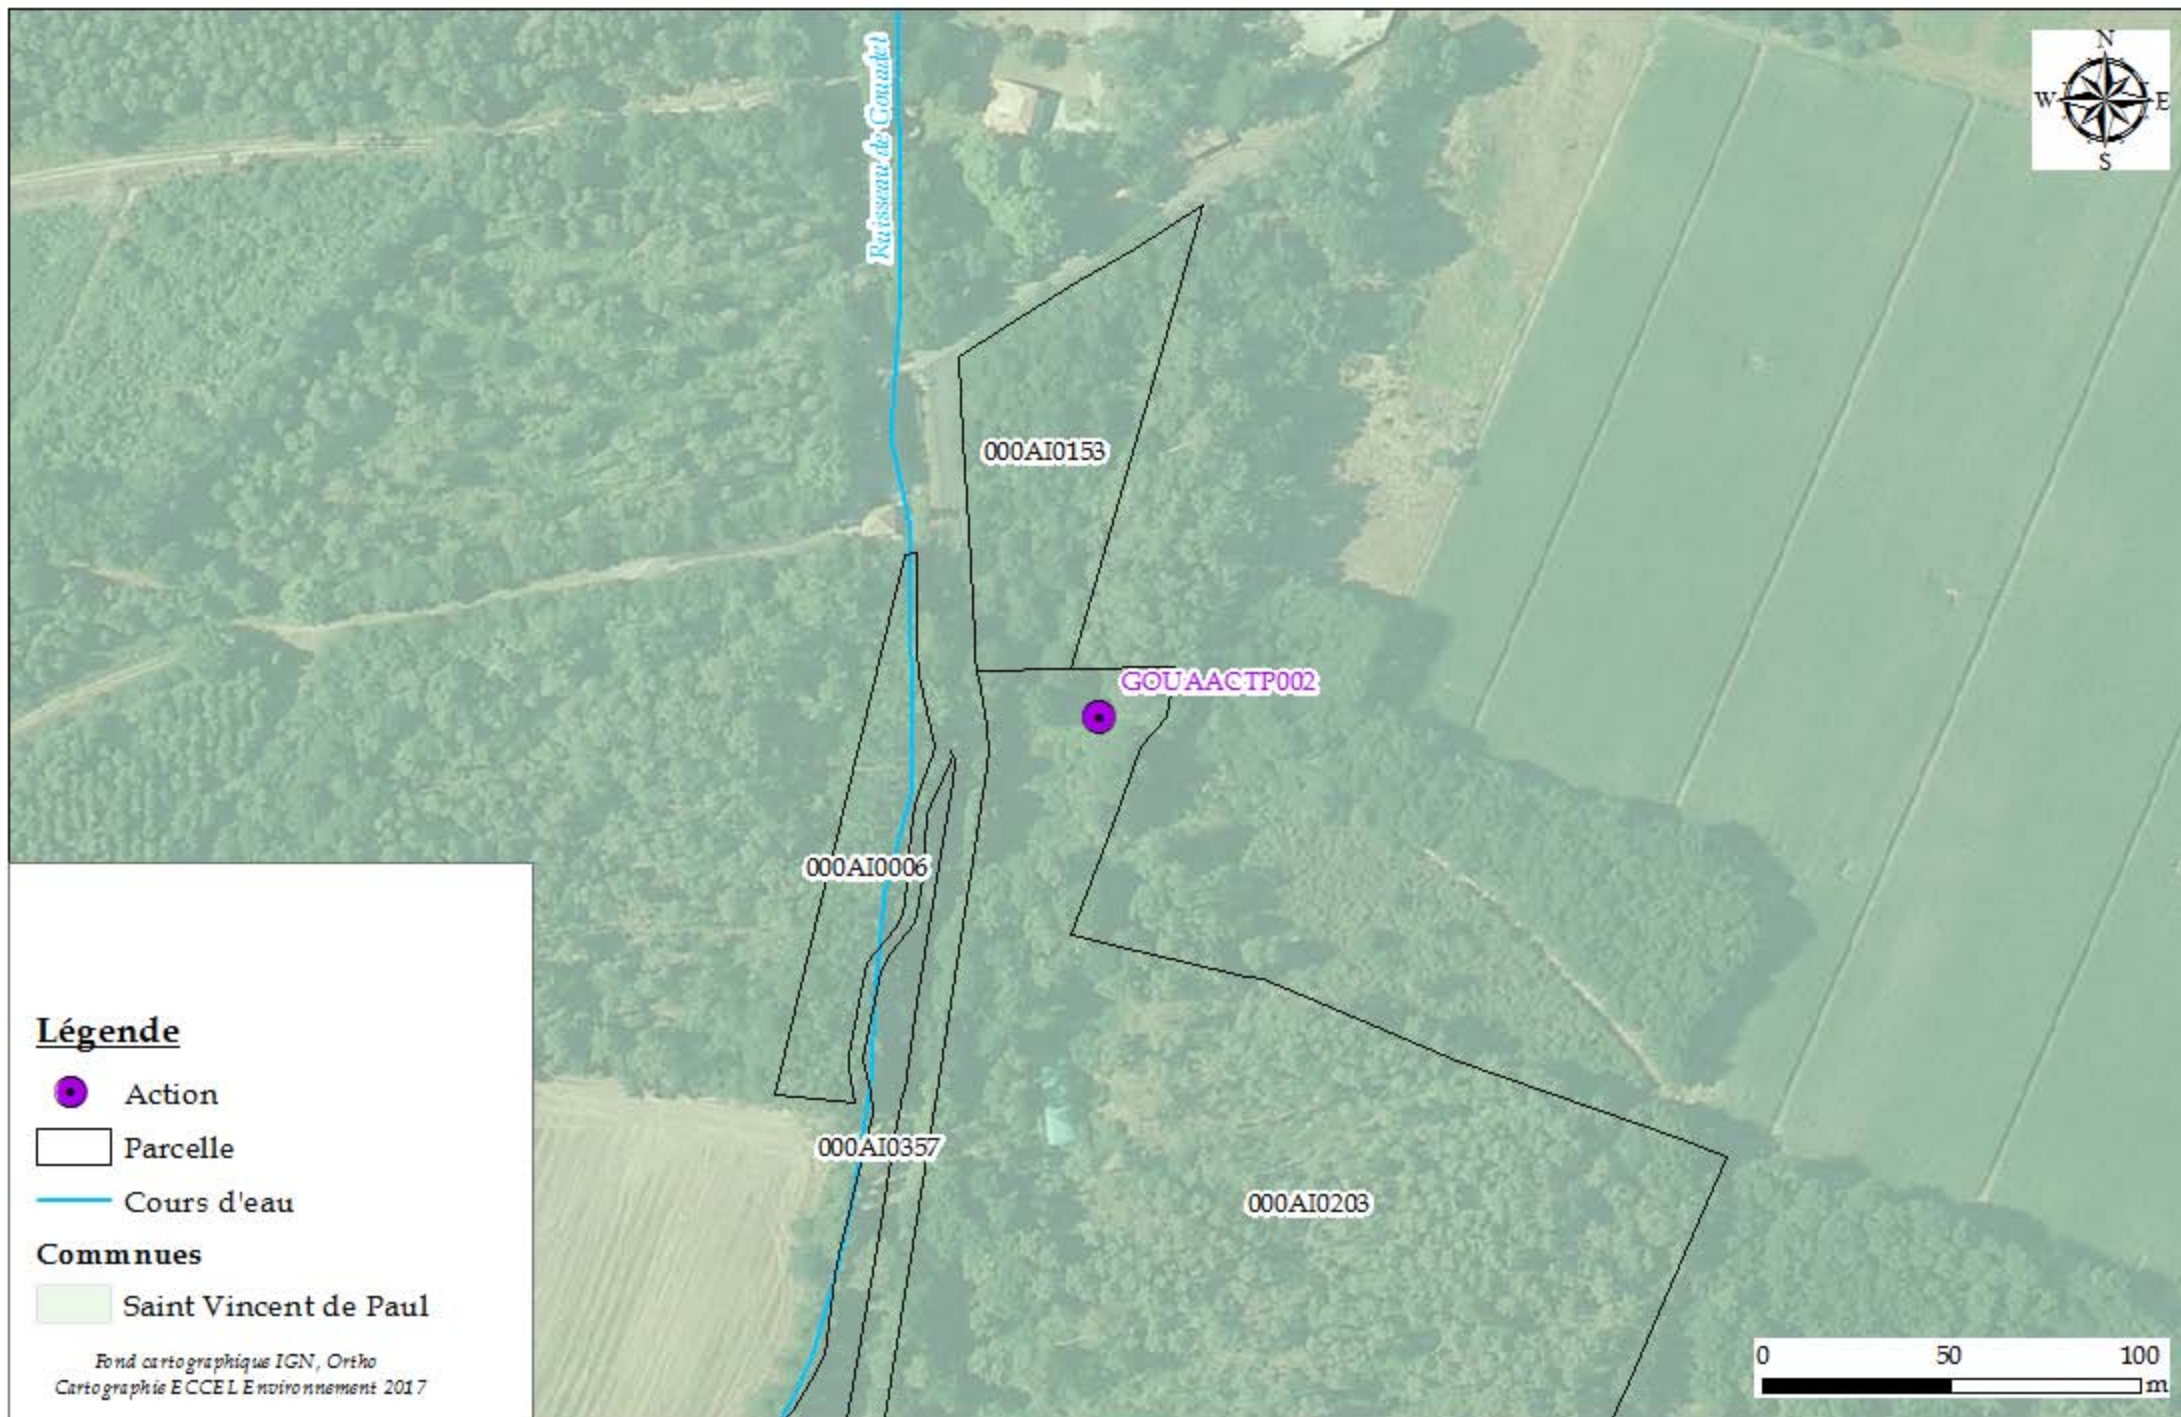 N
W E
S
Ruisseau de Gouadet
000AI0153
GOUAACTP002
000AI0006
000AI0357
000AI0203
Légende
Action
Parcelle
Cours d'eau
Commnues
Saint Vincent de Paul
Fond cartographique IGN, Ortho
Cartographie ECCEL Environnement 2017
0 50 100
m